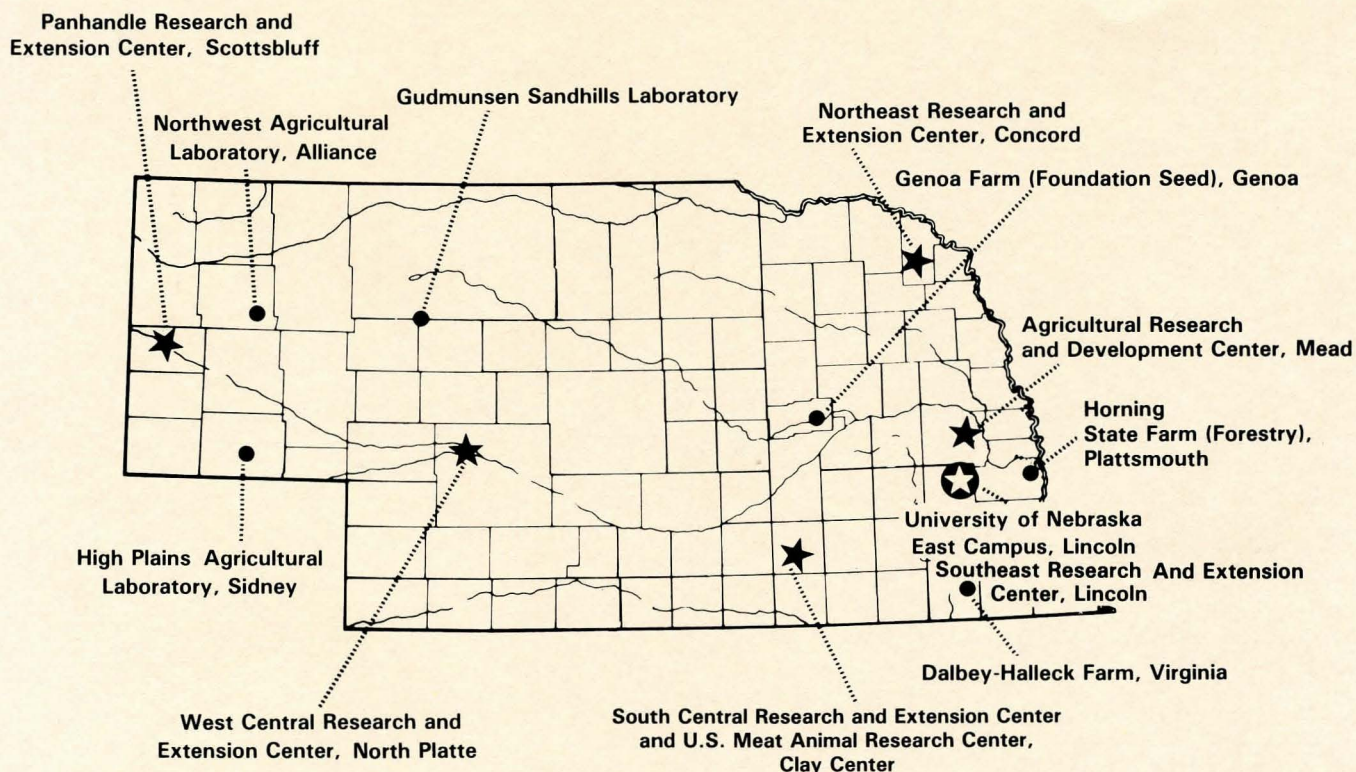 Panhandle Research and
Extension Center, Scottsbluff
Northwest Agricultural
Laboratory, Alliance
Gudmunsen Sandhills Laboratory
Northeast Research and
Extension Center, Concord
Genoa Farm (Foundation Seed), Genoa
Agricultural Research
and Development Center, Mead
Horning
State Farm (Forestry),
Plattsmouth
University of Nebraska
East Campus, Lincoln
Southeast Research And Extension
Center, Lincoln
High Plains Agricultural
Laboratory, Sidney
Dalbey-Halleck Farm, Virginia
West Central Research and
Extension Center, North Platte
South Central Research and Extension Center
and U.S. Meat Animal Research Center,
Clay Center